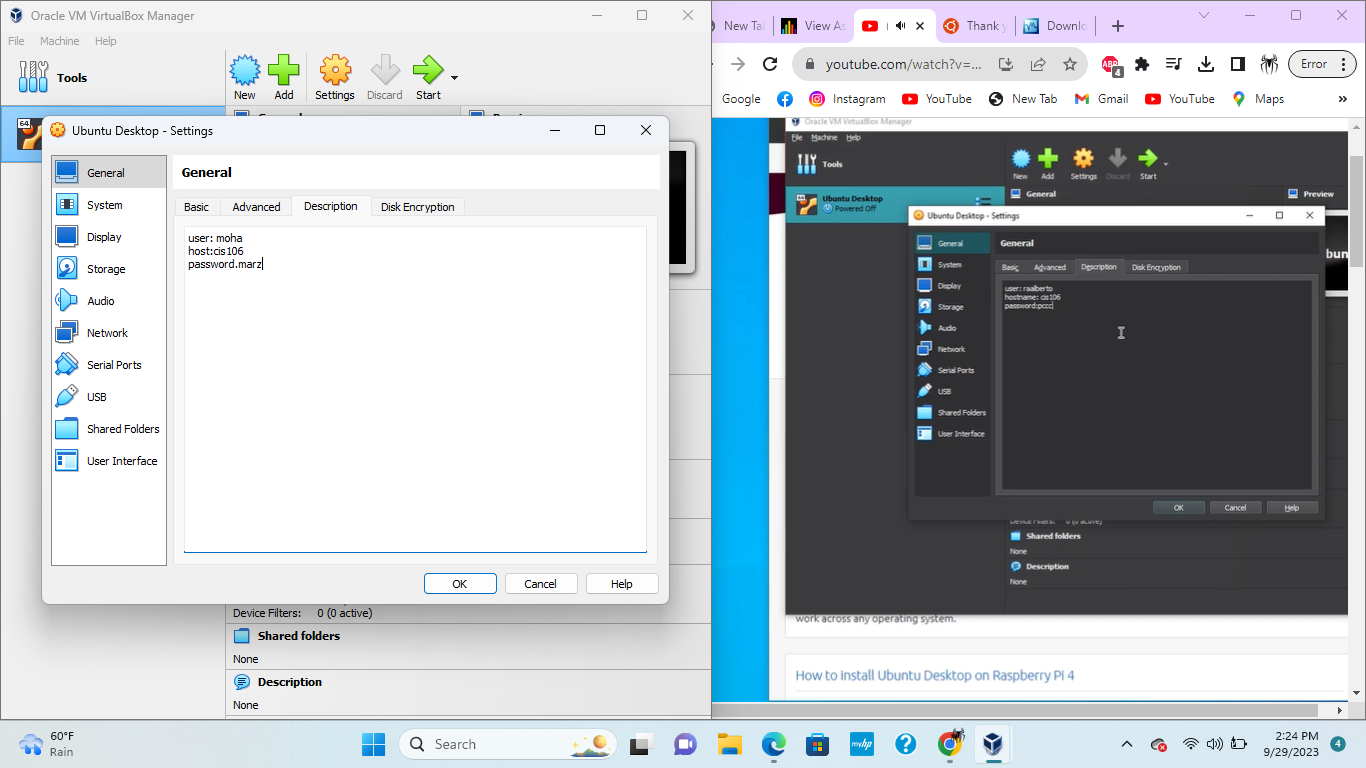 Oracle VM VirtualBox Manager
File Machine Help
Tools
New Add Settings Discard Start
64
Ubuntu Desktop - Settings
General
System
Display
Storage
Audio
Network
Serial Ports
USB
Shared Folders
User Interface
General
Basic Advanced Description Disk Encryption
user: moha
host:cis106
password.marz
OK Cancel Help
Device Filters: 0 (0 active)
Shared folders
None
Description
None
New Ta View As Thank y Downlo
youtube.com/watch?v=...
ABP
4
Error
Google Instagram YouTube New Tab Gmail YouTube Maps
»
Oracle VM VirtualBox Manager
File Machine Help
Tools
New Add Settings Discard Start
Ubuntu Desktop
Powered Off
General
Preview
Ubuntu Desktop - Settings
General
System
Display
Storage
Audio
Network
Serial Ports
USB
Shared Folders
User Interface
General
Basic Advanced Description Disk Encryption
user: raalberto
hostname: cis106
password:pccc
OK Cancel Help
Device Filters: 0 (0 active)
Shared folders
None
Description
None
work across any operating system.
How to install Ubuntu Desktop on Raspberry Pi 4
60°F
Rain
Search
myhp
2:24 PM
9/29/2023
4